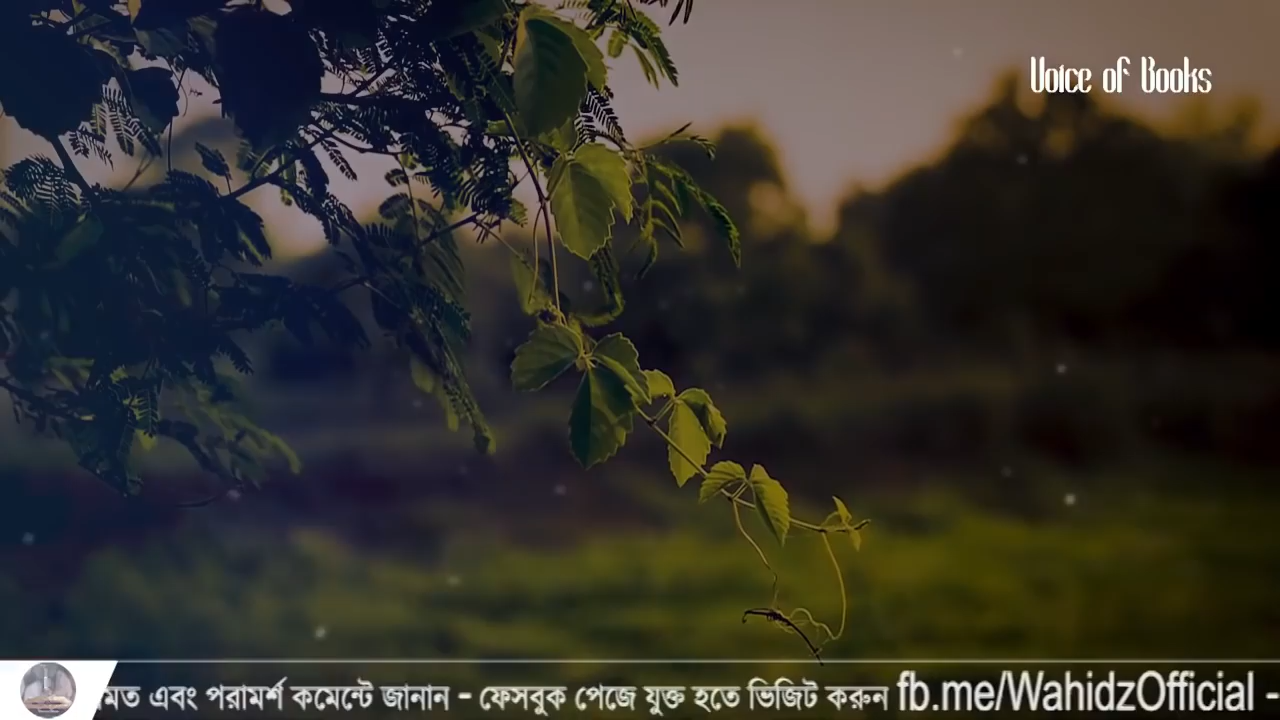 Voice of Books
মত এবং পরামর্শ কমেন্টে জানান - ফেসবুক পেজে যুক্ত হতে ভিজিট করুন fb.me/WahidzOfficial -